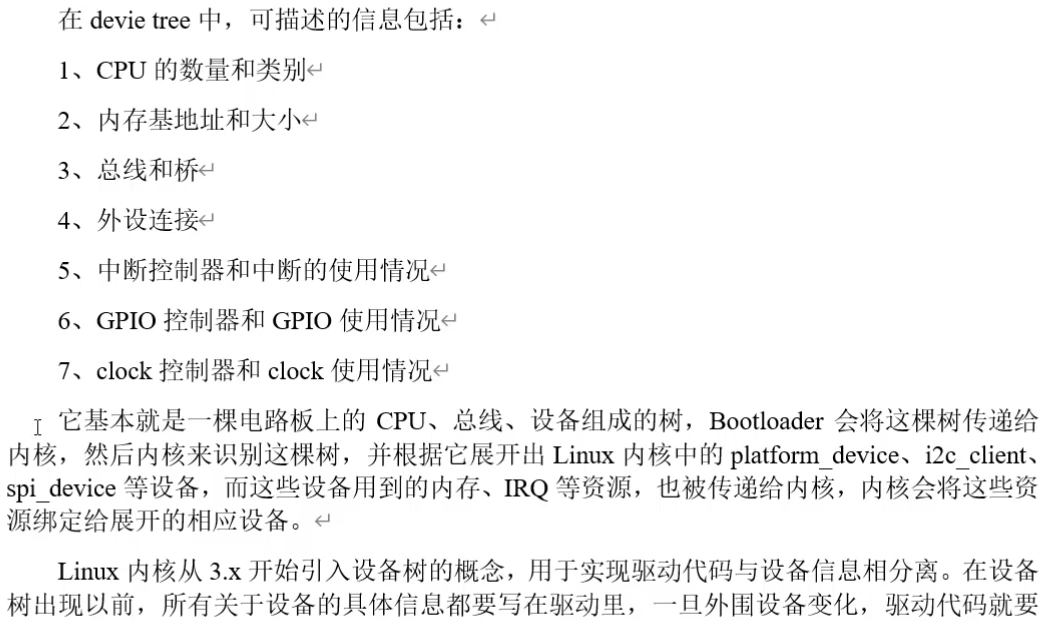 在 devie tree 中，可描述的信息包括：
1、CPU 的数量和类别
2、内存基地址和大小
3、总线和桥
4、外设连接
5、中断控制器和中断的使用情况
6、GPIO 控制器和 GPIO 使用情况
7、clock 控制器和 clock 使用情况
它基本就是一棵电路板上的 CPU、总线、设备组成的树，Bootloader 会将这棵树传递给
内核，然后内核来识别这棵树，并根据它展开出 Linux 内核中的 platform_device、i2c_client、
spi_device 等设备，而这些设备用到的内存、IRQ 等资源，也被传递给内核，内核会将这些资
源绑定给展开的相应设备。
Linux 内核从 3.x 开始引入设备树的概念，用于实现驱动代码与设备信息相分离。在设备
树出现以前，所有关于设备的具体信息都要写在驱动里，一旦外围设备变化，驱动代码就要